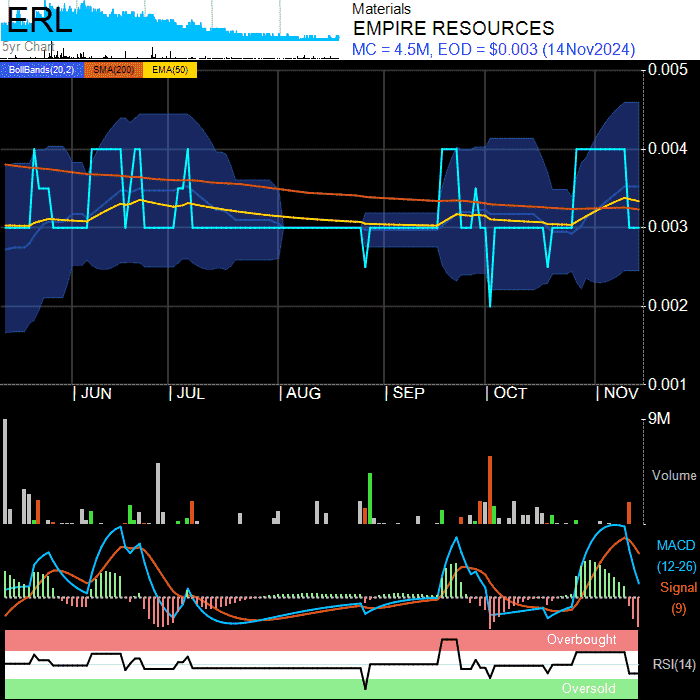 ERL
5yr Chart
Materials
EMPIRE RESOURCES
MC = 4.5M, EOD = $0.003 (14Nov2024)
BollBands(20,2) SMA(200) EMA(50)
0.005
0.004
0.003
0.002
0.001
JUN JUL AUG SEP OCT NOV
9M
Volume
MACD
(12-26)
Signal
(9)
Overbought
RSI(14)
Oversold